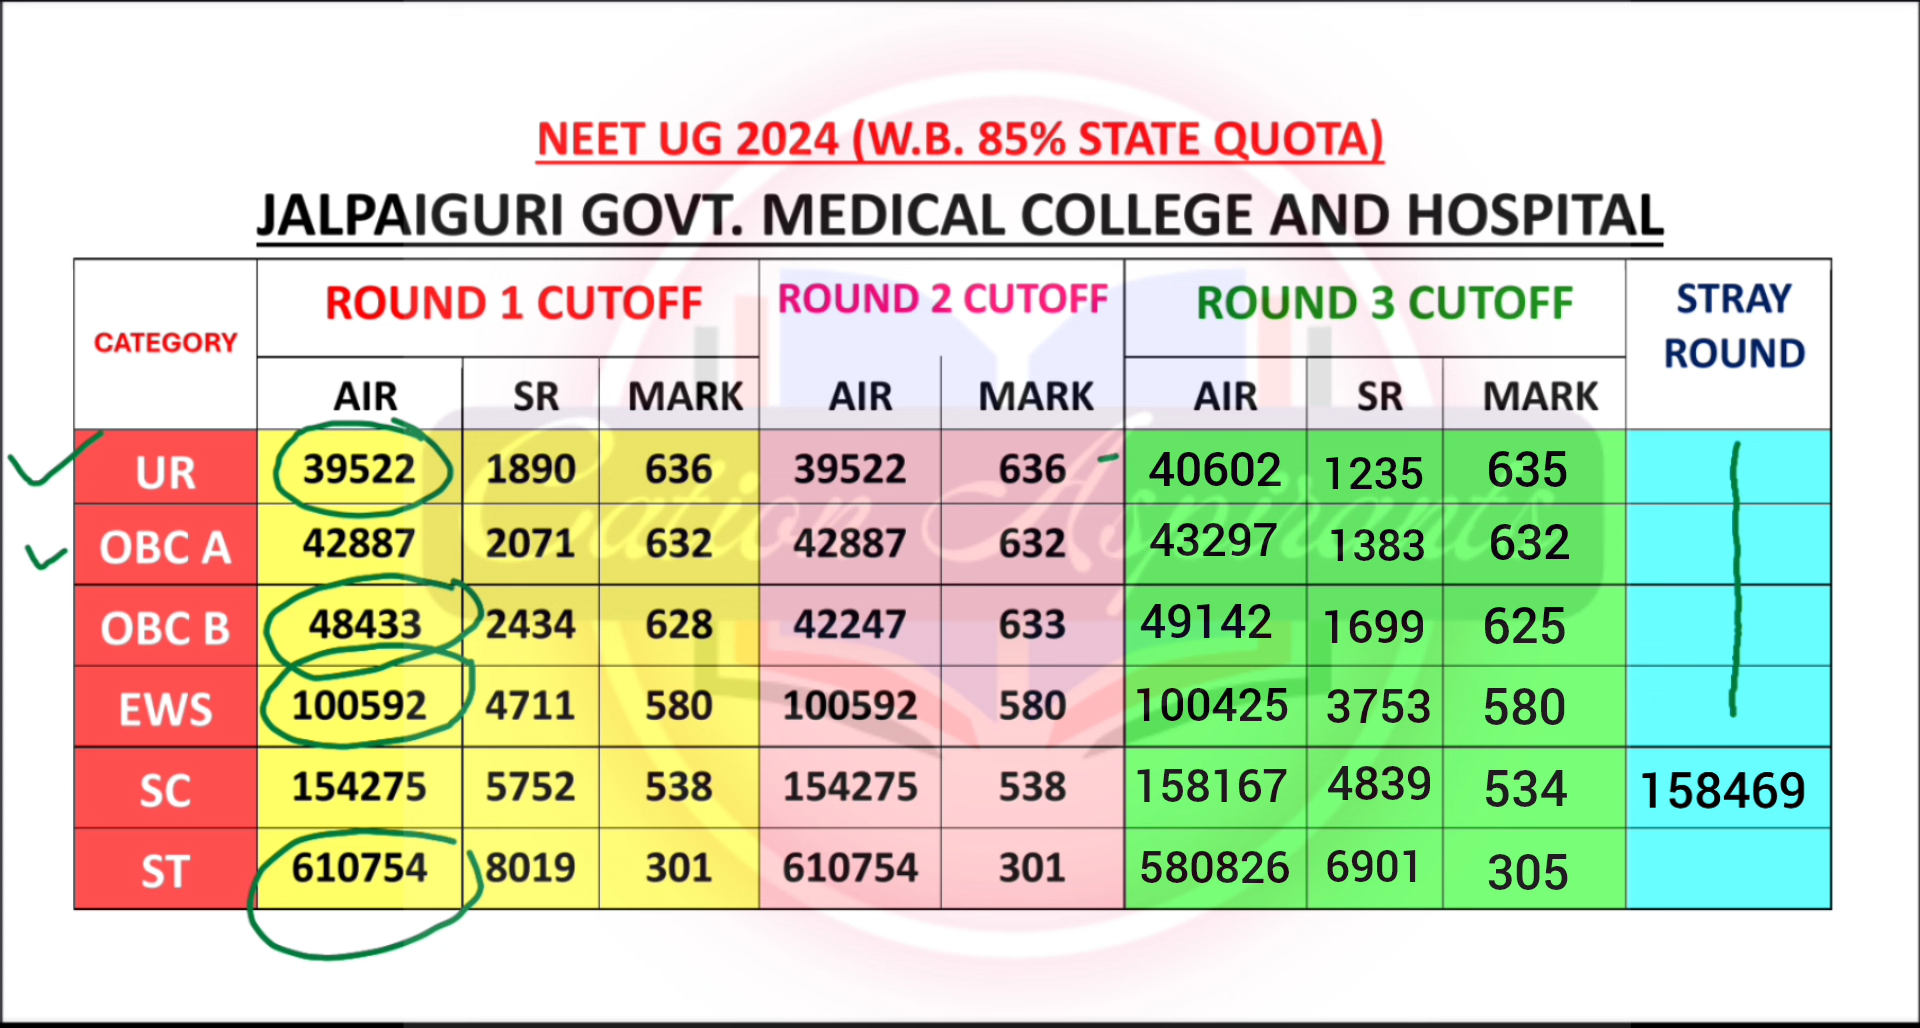 NEET UG 2024 (W.B. 85% STATE QUOTA)
JALPAIGURI GOVT. MEDICAL COLLEGE AND HOSPITAL
CATEGORY ROUND 1 CUTOFF ROUND 2 CUTOFF ROUND 3 CUTOFF STRAY ROUND
AIR SR MARK AIR MARK AIR SR MARK
UR 39522 1890 636 39522 636 40602 1235 635
OBC A 42887 2071 632 42887 632 43297 1383 632
OBC B 48433 2434 628 42247 633 49142 1699 625
EWS 100592 4711 580 100592 580 100425 3753 580
SC 154275 5752 538 154275 538 158167 4839 534 158469
ST 610754 8019 301 610754 301 580826 6901 305
Cation Aspirants